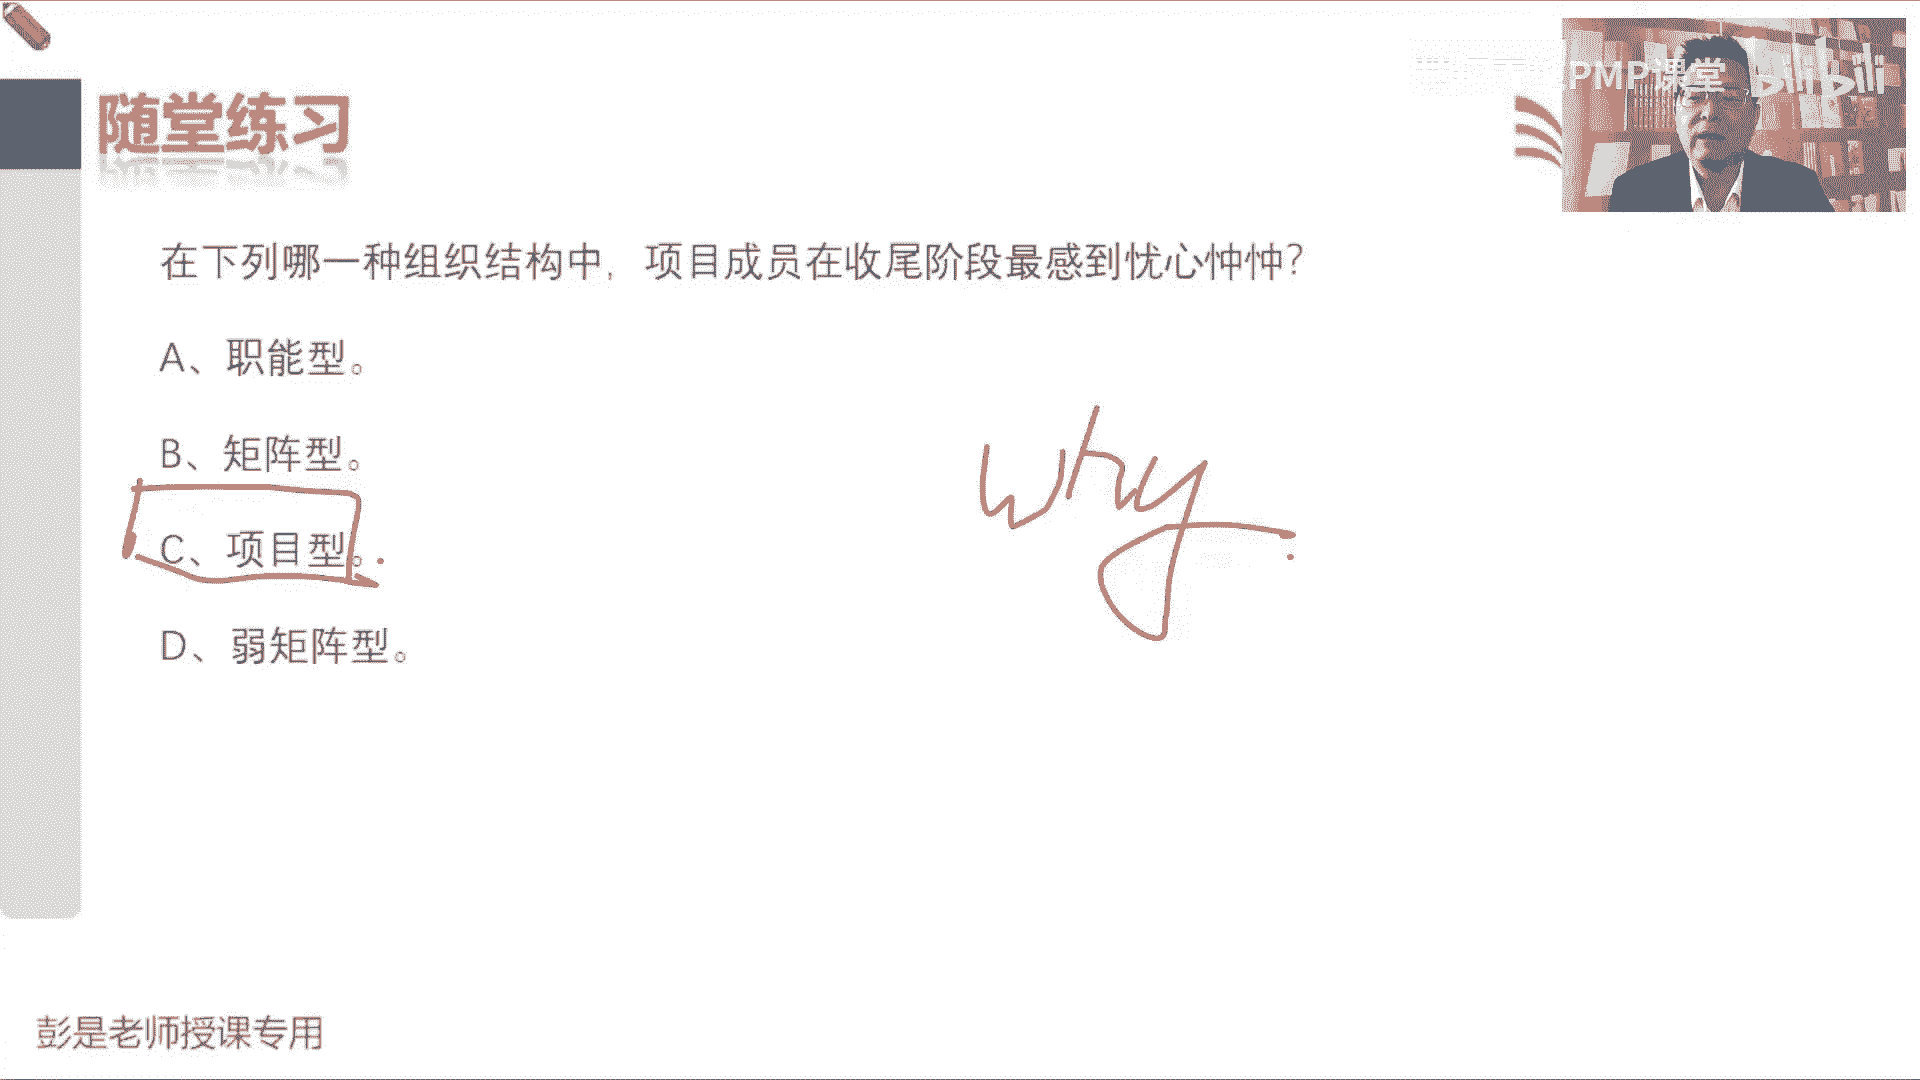 PMP课堂 bilibili
随堂练习
在下列哪一种组织结构中，项目成员在收尾阶段最感到忧心忡忡？
A、职能型。
B、矩阵型。
why
C、项目型。
D、弱矩阵型。
彭是老师授课专用